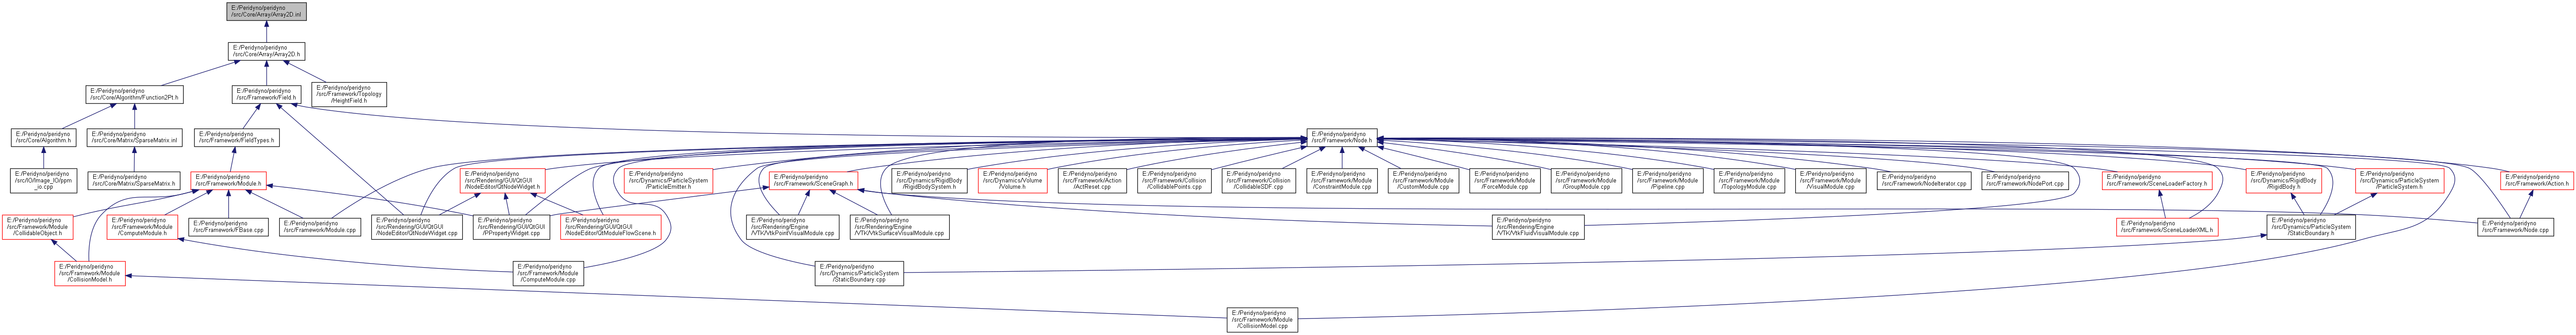 E:/Peridyno/peridyno
/src/Core/Array/Array2D.inl
E:/Peridyno/peridyno
/src/Core/Array/Array2D.h
E:/Peridyno/peridyno
/src/Core/Algorithm/Function2Pt.h
E:/Peridyno/peridyno
/src/Framework/Field.h
E:/Peridyno/peridyno
/src/Framework/Topology
/HeightField.h
E:/Peridyno/peridyno
/src/Core/Algorithm.h
E:/Peridyno/peridyno
/src/Core/Matrix/SparseMatrix.inl
E:/Peridyno/peridyno
/src/Framework/FieldTypes.h
E:/Peridyno/peridyno
/src/Framework/Node.h
E:/Peridyno/peridyno
/src/IO/Image_IO/ppm
_io.cpp
E:/Peridyno/peridyno
/src/Core/Matrix/SparseMatrix.h
E:/Peridyno/peridyno
/src/Framework/Module.h
E:/Peridyno/peridyno
/src/Rendering/GUI/QtGUI
/NodeEditor/QtNodeWidget.h
E:/Peridyno/peridyno
/src/Dynamics/ParticleSystem
/ParticleEmitter.h
E:/Peridyno/peridyno
/src/Framework/SceneGraph.h
E:/Peridyno/peridyno
/src/Dynamics/RigidBody
/RigidBodySystem.h
E:/Peridyno/peridyno
/src/Dynamics/Volume
/Volume.h
E:/Peridyno/peridyno
/src/Framework/Action
/ActReset.cpp
E:/Peridyno/peridyno
/src/Framework/Collision
/CollidablePoints.cpp
E:/Peridyno/peridyno
/src/Framework/Collision
/CollidableSDF.cpp
E:/Peridyno/peridyno
/src/Framework/Module
/ConstraintModule.cpp
E:/Peridyno/peridyno
/src/Framework/Module
/CustomModule.cpp
E:/Peridyno/peridyno
/src/Framework/Module
/ForceModule.cpp
E:/Peridyno/peridyno
/src/Framework/Module
/GroupModule.cpp
E:/Peridyno/peridyno
/src/Framework/Module
/Pipeline.cpp
E:/Peridyno/peridyno
/src/Framework/Module
/TopologyModule.cpp
E:/Peridyno/peridyno
/src/Framework/Module
/VisualModule.cpp
E:/Peridyno/peridyno
/src/Framework/NodeIterator.cpp
E:/Peridyno/peridyno
/src/Framework/NodePort.cpp
E:/Peridyno/peridyno
/src/Framework/SceneLoaderFactory.h
E:/Peridyno/peridyno
/src/Dynamics/RigidBody
/RigidBody.h
E:/Peridyno/peridyno
/src/Dynamics/ParticleSystem
/ParticleSystem.h
E:/Peridyno/peridyno
/src/Framework/Action.h
E:/Peridyno/peridyno
/src/Framework/Module
/CollidableObject.h
E:/Peridyno/peridyno
/src/Framework/Module
/ComputeModule.h
E:/Peridyno/peridyno
/src/Framework/FBase.cpp
E:/Peridyno/peridyno
/src/Framework/Module.cpp
E:/Peridyno/peridyno
/src/Rendering/GUI/QtGUI
/NodeEditor/QtNodeWidget.cpp
E:/Peridyno/peridyno
/src/Rendering/GUI/QtGUI
/PPropertyWidget.cpp
E:/Peridyno/peridyno
/src/Rendering/GUI/QtGUI
/NodeEditor/QtModuleFlowScene.h
E:/Peridyno/peridyno
/src/Rendering/Engine
/VTK/VtkPointVisualModule.cpp
E:/Peridyno/peridyno
/src/Rendering/Engine
/VTK/VtkSurfaceVisualModule.cpp
E:/Peridyno/peridyno
/src/Rendering/Engine
/VTK/VtkFluidVisualModule.cpp
E:/Peridyno/peridyno
/src/Framework/SceneLoaderXML.h
E:/Peridyno/peridyno
/src/Dynamics/ParticleSystem
/StaticBoundary.h
E:/Peridyno/peridyno
/src/Framework/Node.cpp
E:/Peridyno/peridyno
/src/Framework/Module
/CollisionModel.h
E:/Peridyno/peridyno
/src/Framework/Module
/ComputeModule.cpp
E:/Peridyno/peridyno
/src/Dynamics/ParticleSystem
/StaticBoundary.cpp
E:/Peridyno/peridyno
/src/Framework/Module
/CollisionModel.cpp